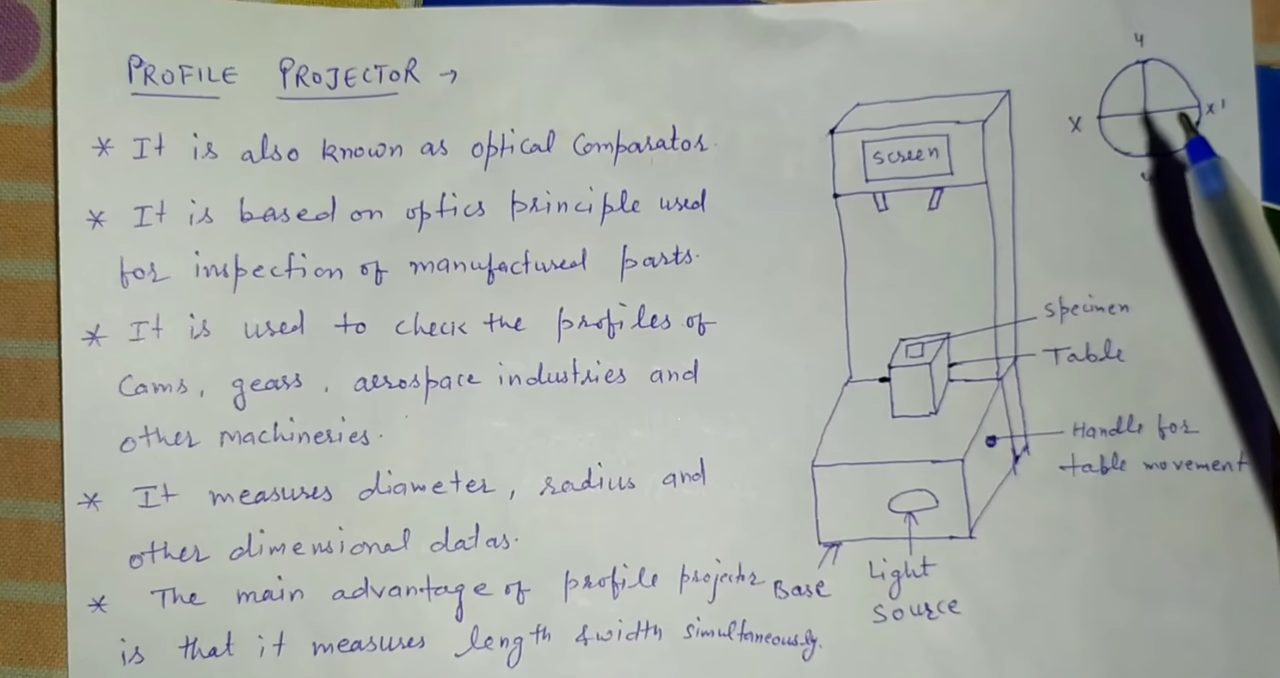 PROFILE PROJECTOR →
* It is also known as optical Comparator.
* It is based on optics principle used
for inspection of manufactured parts.
* It is used to check the profiles of
Cams, gears, aerospace industries and
other machineries.
* It measures diameter, radius and
other dimensional datas.
* The main advantage of profile projector
is that it measures length & width simultaneously.
screen
specimen
Table
Handle for
table movement
Base
Light
source
Y
X
X'